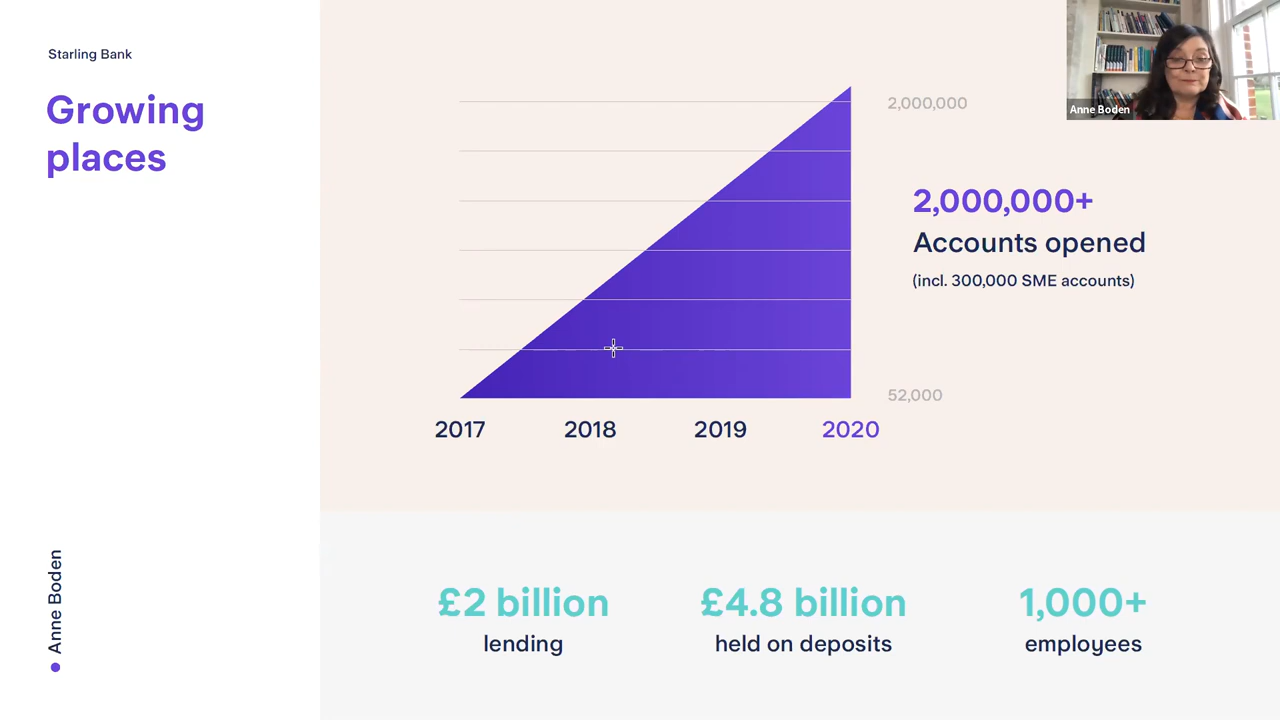 Starling Bank
Growing
places
Anne Boden
2,000,000
Anne Boden
2,000,000+
Accounts opened
(incl. 300,000 SME accounts)
52,000
2017 2018 2019 2020
£2 billion £4.8 billion 1,000+
lending held on deposits employees